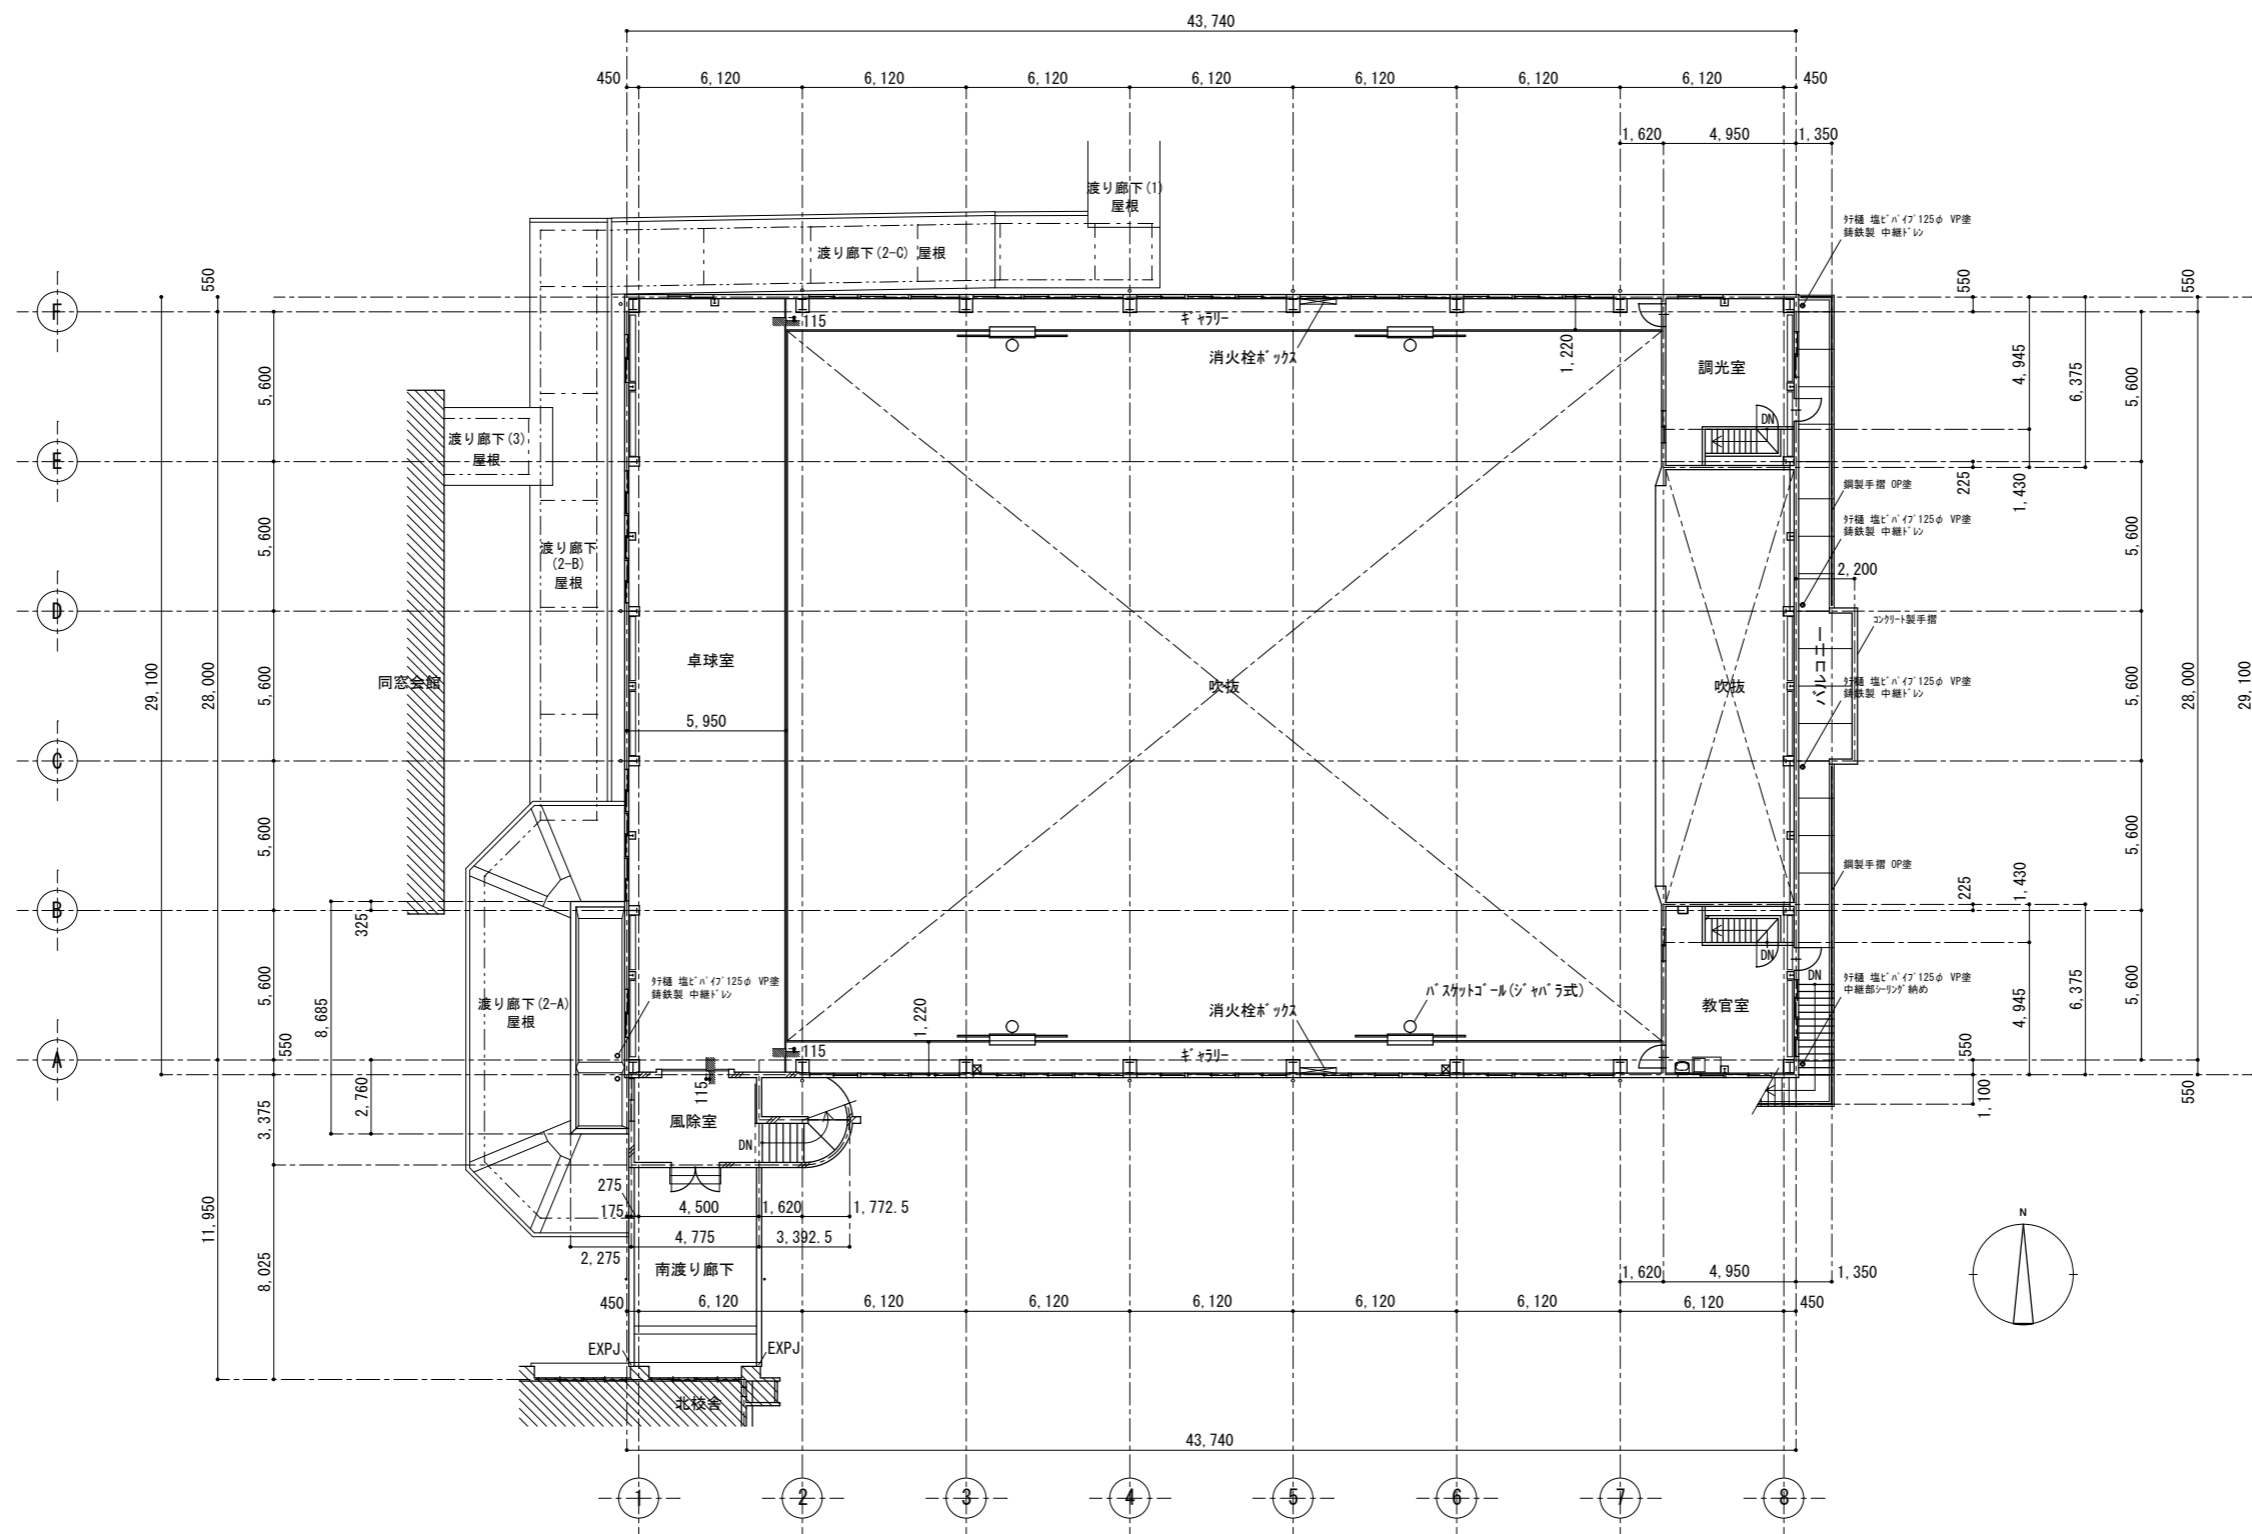 43,740
450
6,120
6,120
6,120
6,120
6,120
6,120
6,120
450
1,620
4,950
1,350
渡り廊下(1)
屋根
渡り廊下(2-C) 屋根
ﾀﾃ樋 塩ﾋﾞﾊﾟｲﾌﾟ125φ VP塗
鋳鉄製 中継ﾄﾞﾚﾝ
550
550
550
F
115
ｷﾞｬﾗﾘｰ
消火栓ﾎﾞｯｸｽ
1,220
調光室
DN
4,945
6,375
5,600
5,600
渡り廊下(3)
屋根
E
225
1,430
鋼製手摺 OP塗
ﾀﾃ樋 塩ﾋﾞﾊﾟｲﾌﾟ125φ VP塗
鋳鉄製 中継ﾄﾞﾚﾝ
5,600
5,600
渡り廊下
(2-B)
屋根
2,200
D
ｺﾝｸﾘｰﾄ製手摺
29,100
28,000
同窓会館
卓球室
5,950
吹抜
吹抜
バルコニー
ﾀﾃ樋 塩ﾋﾞﾊﾟｲﾌﾟ125φ VP塗
鋳鉄製 中継ﾄﾞﾚﾝ
5,600
5,600
28,000
29,100
C
5,600
5,600
鋼製手摺 OP塗
B
325
225
1,430
5,600
8,685
渡り廊下(2-A)
屋根
ﾀﾃ樋 塩ﾋﾞﾊﾟｲﾌﾟ125φ VP塗
鋳鉄製 中継ﾄﾞﾚﾝ
消火栓ﾎﾞｯｸｽ
ﾊﾞｽｹｯﾄｺﾞｰﾙ(ｼﾞｬﾊﾞﾗ式)
1,220
DN
教官室
DN
ﾀﾃ樋 塩ﾋﾞﾊﾟｲﾌﾟ125φ VP塗
中継部ｼｰﾘﾝｸﾞ納め
4,945
6,375
5,600
A
550
115
ｷﾞｬﾗﾘｰ
550
550
1,100
2,760
3,375
115
風除室
DN
11,950
8,025
275
175
4,500
1,620
1,772.5
2,275
4,775
3,392.5
南渡り廊下
1,620
4,950
1,350
N
450
6,120
6,120
6,120
6,120
6,120
6,120
6,120
450
EXPJ
EXPJ
北校舎
43,740
1
2
3
4
5
6
7
8